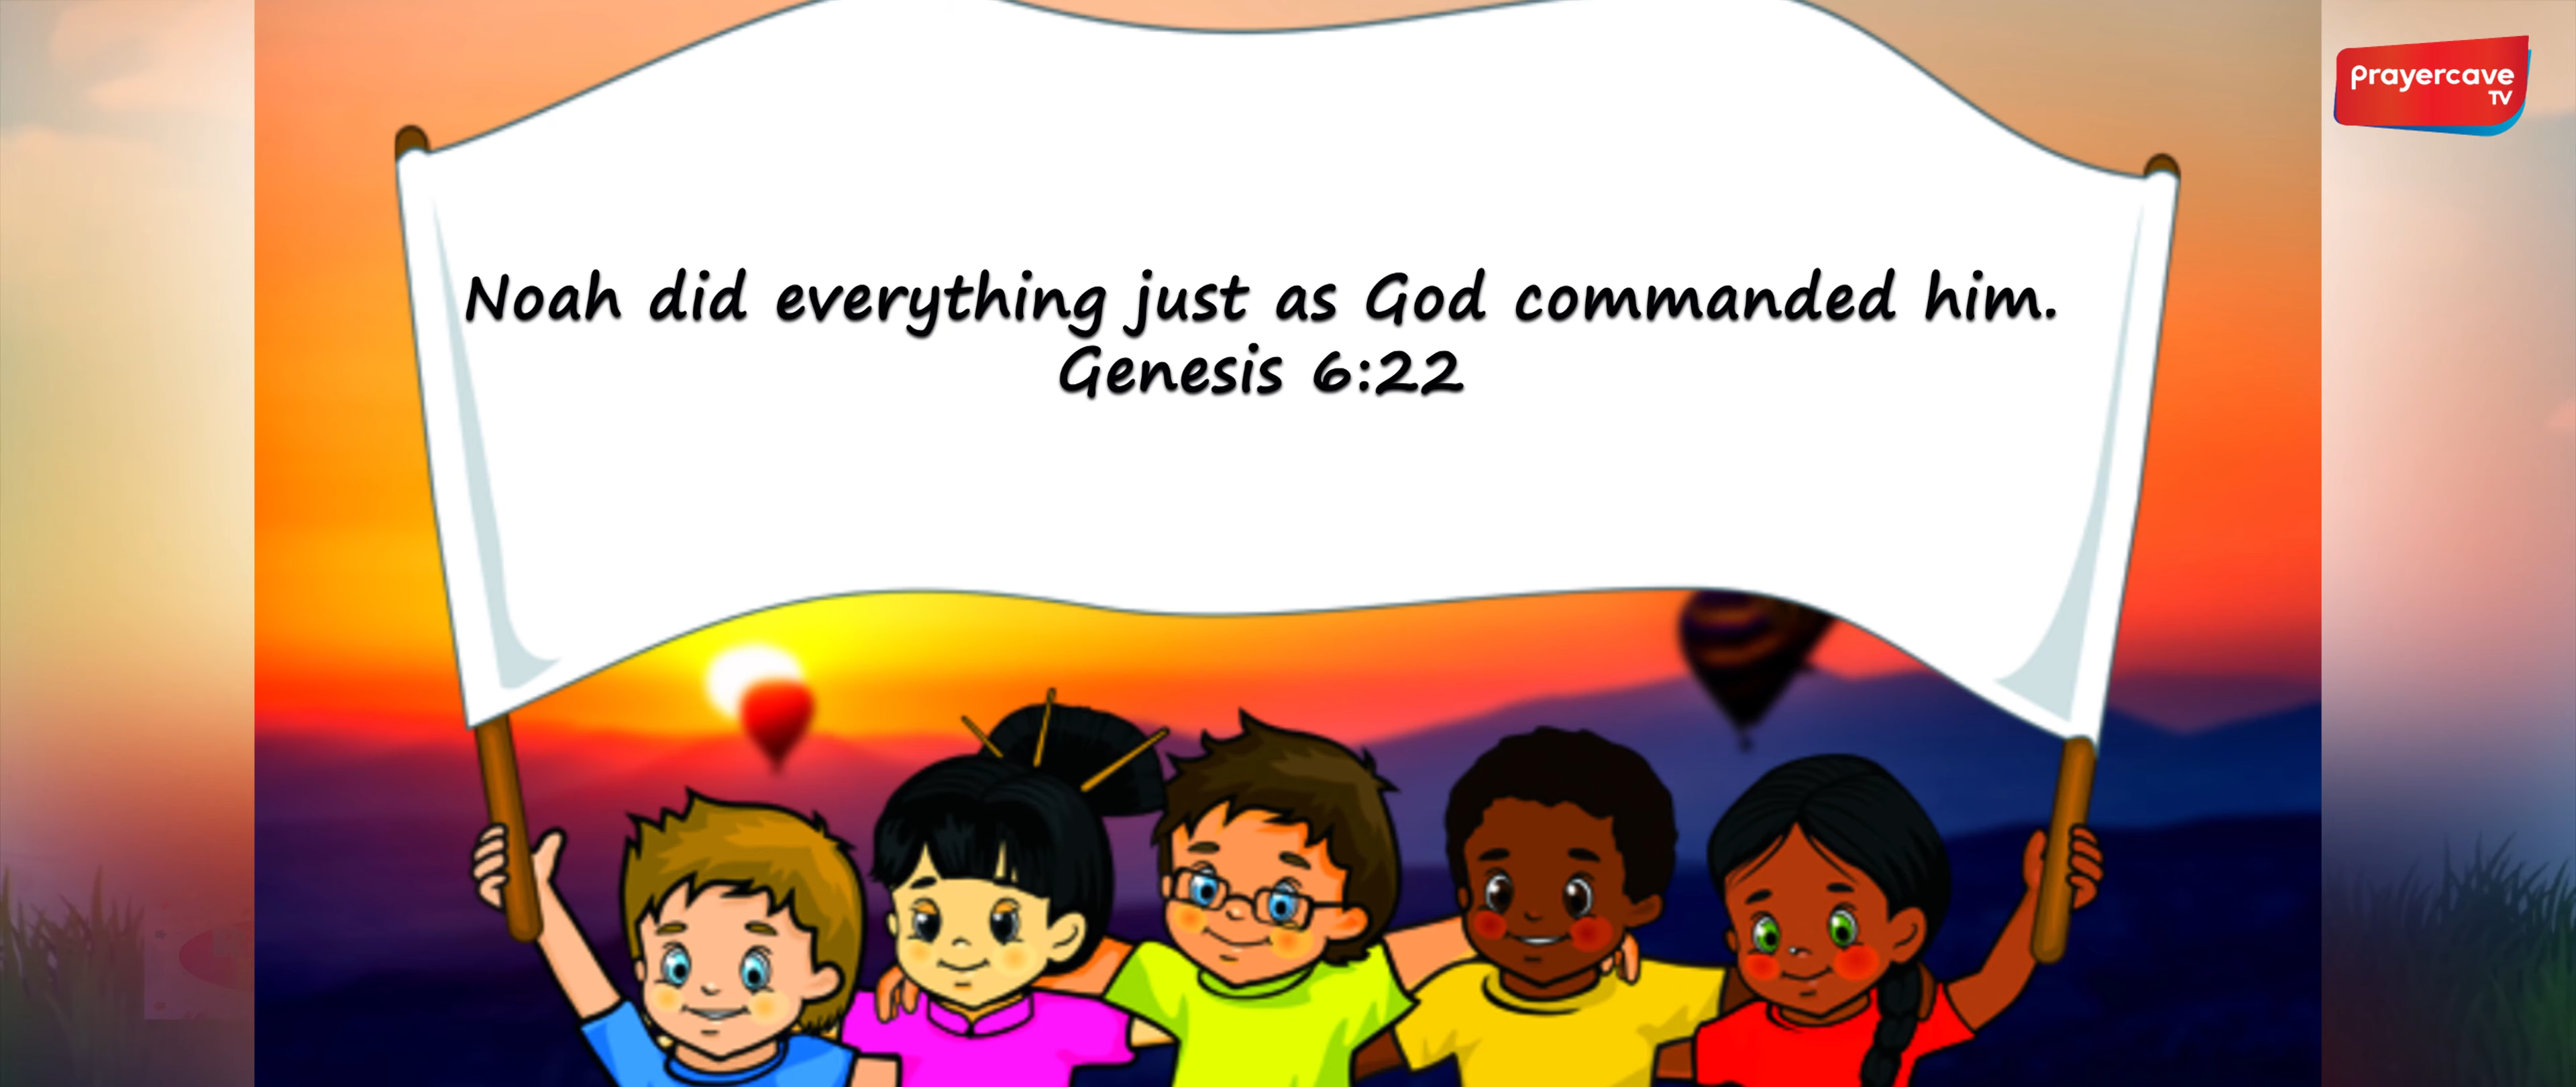 prayercave
TV
Noah did everything just as God commanded him.
Genesis 6:22